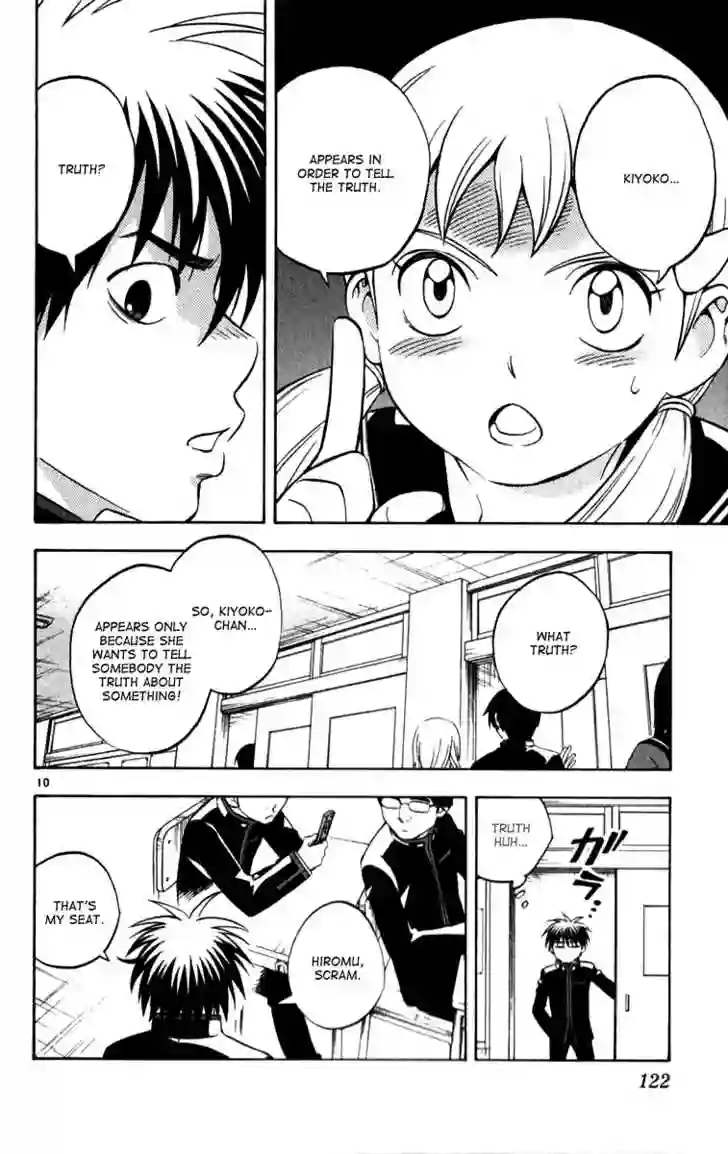 KIYOKO...
APPEARS IN
ORDER TO TELL
THE TRUTH.
TRUTH?
WHAT
TRUTH?
SO, KIYOKO-
CHAN...
APPEARS ONLY
BECAUSE SHE
WANTS TO TELL
SOMEBODY THE
TRUTH ABOUT
SOMETHING!
10
TRUTH
HUH...
ガラ
HIROMU,
SCRAM.
THAT'S
MY SEAT.
122